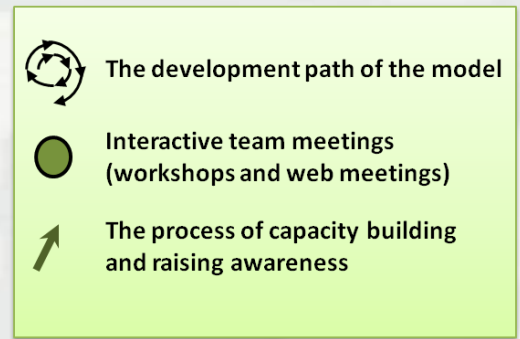 The development path of the model
Interactive team meetings
(workshops and web meetings)
The process of capacity building
and raising awareness